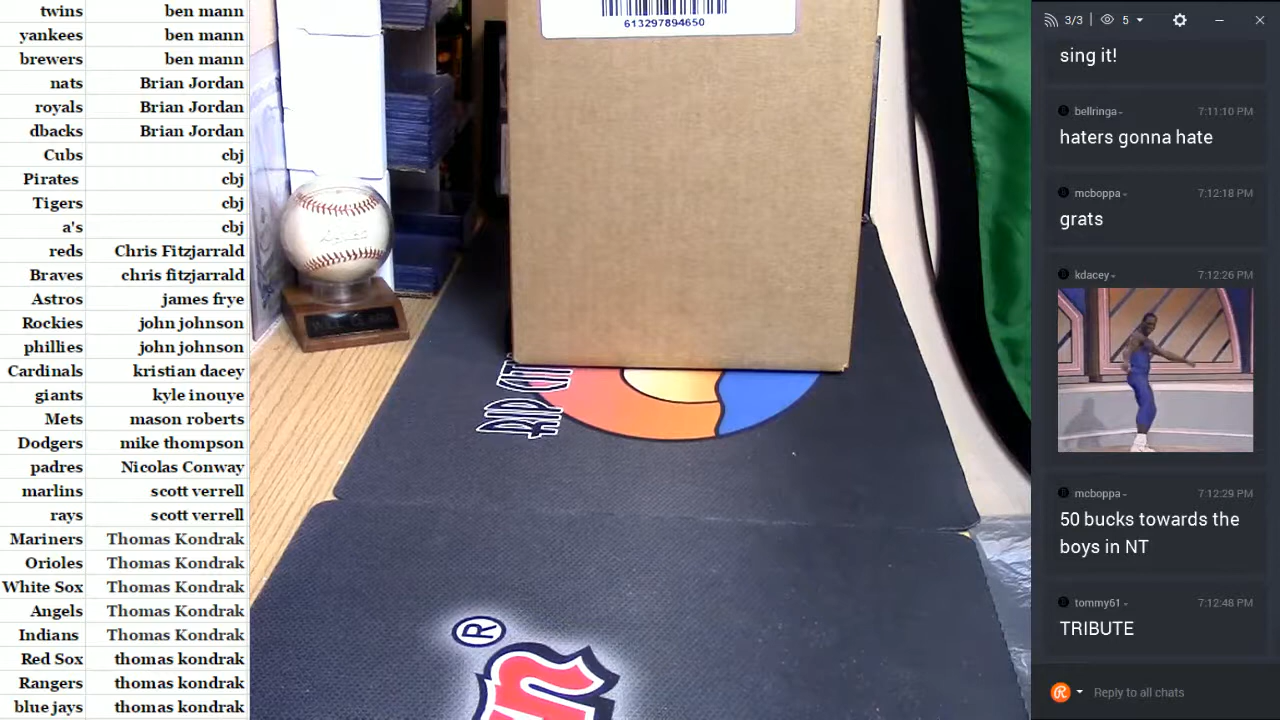 twins ben mann
yankees ben mann
brewers ben mann
nats Brian Jordan
royals Brian Jordan
dbacks Brian Jordan
Cubs cbj
Pirates cbj
Tigers cbj
a's cbj
reds Chris Fitzjarrald
Braves chris fitzjarrald
Astros james frye
Rockies john johnson
phillies john johnson
Cardinals kristian dacey
giants kyle inouye
Mets mason roberts
Dodgers mike thompson
padres Nicolas Conway
marlins scott verrell
rays scott verrell
Mariners Thomas Kondrak
Orioles Thomas Kondrak
White Sox Thomas Kondrak
Angels Thomas Kondrak
Indians Thomas Kondrak
Red Sox thomas kondrak
Rangers thomas kondrak
blue jays thomas kondrak
613297894650
RIP CITY
®
3/3 5
sing it!
bellringa 7:11:10 PM
haters gonna hate
mcboppa 7:12:18 PM
grats
kdacey 7:12:26 PM
mcboppa 7:12:29 PM
50 bucks towards the
boys in NT
tommy61 7:12:48 PM
TRIBUTE
Reply to all chats